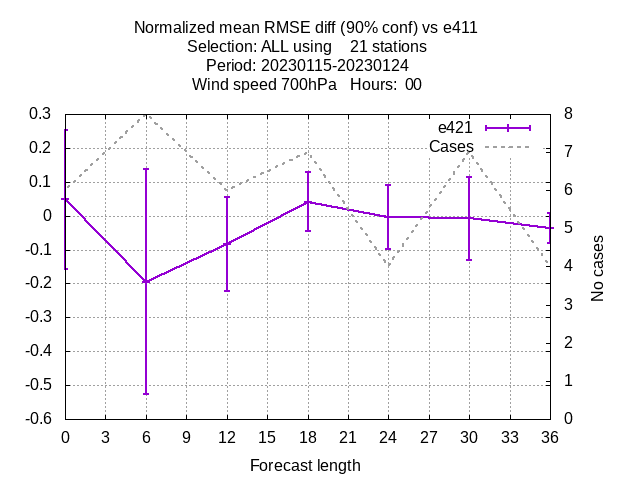 Normalized mean RMSE diff (90% conf) vs e411
Selection: ALL using    21 stations
Period: 20230115-20230124
Wind speed 700hPa   Hours:  00
0.3
0.2
0.1
0
-0.1
-0.2
-0.3
-0.4
-0.5
-0.6
e421
Cases
8
7
6
5
4
3
2
1
0
No cases
0 3 6 9 12 15 18 21 24 27 30 33 36
Forecast length